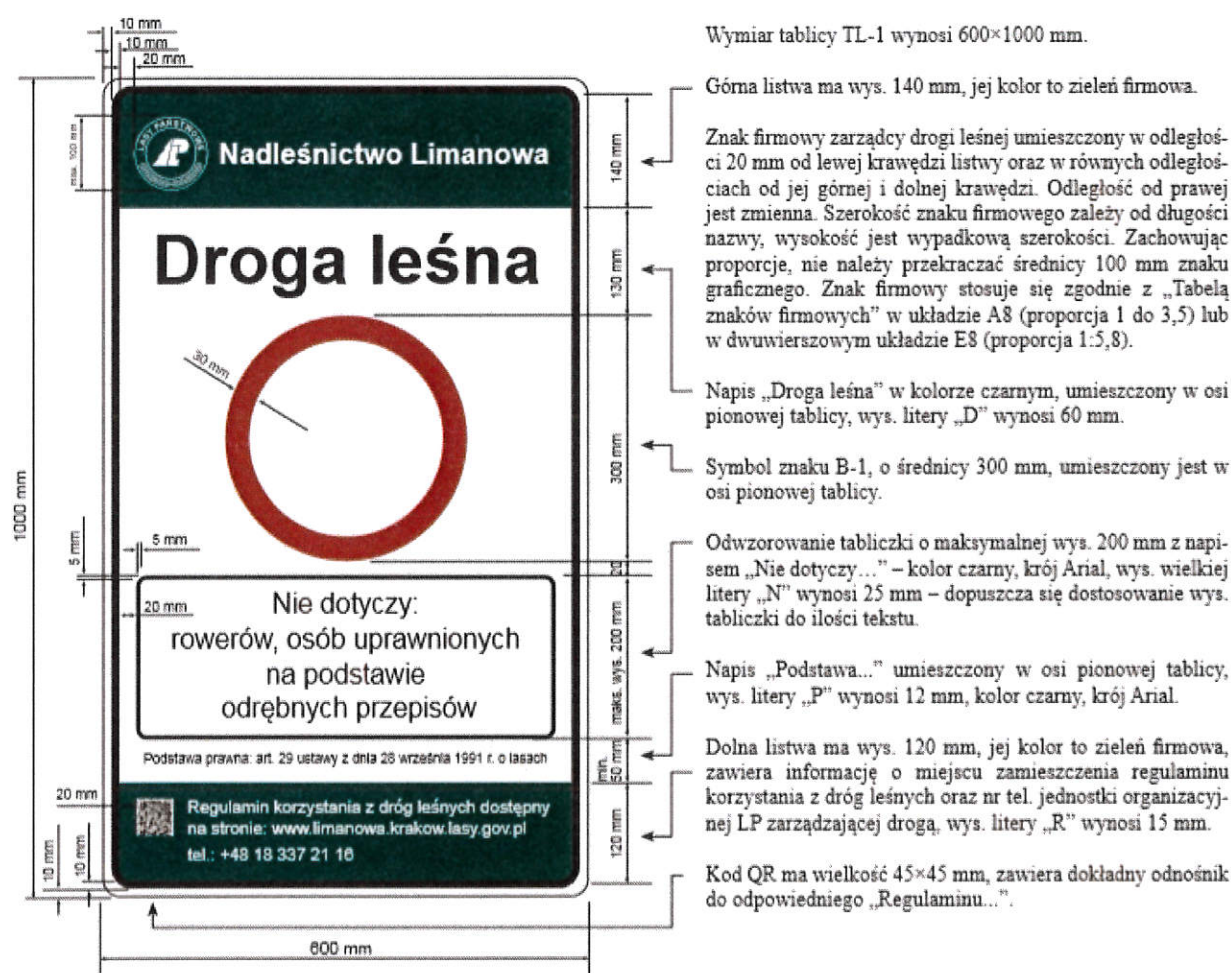 10 mm
10 mm
20 mm
1000 mm
max. 100 mm
LASY PAŃSTWOWE
Nadleśnictwo Limanowa
140 mm
Droga leśna
130 mm
30 mm
300 mm
5 mm
5 mm
20
20 mm
Nie dotyczy:
rowerów, osób uprawnionych
na podstawie
odrębnych przepisów
maks. wys. 200 mm
Podstawa prawna: art. 29 ustawy z dnia 28 września 1991 r. o lasach
min.
50 mm
20 mm
Regulamin korzystania z dróg leśnych dostępny
na stronie: www.limanowa.krakow.lasy.gov.pl
tel.: +48 18 337 21 16
120 mm
10 mm
10 mm
600 mm
Wymiar tablicy TL-1 wynosi 600×1000 mm.
Górna listwa ma wys. 140 mm, jej kolor to zieleń firmowa.
Znak firmowy zarządcy drogi leśnej umieszczony w odległoś-
ci 20 mm od lewej krawędzi listwy oraz w równych odległoś-
ciach od jej górnej i dolnej krawędzi. Odległość od prawej
jest zmienna. Szerokość znaku firmowego zależy od długości
nazwy, wysokość jest wypadkową szerokości. Zachowując
proporcje, nie należy przekraczać średnicy 100 mm znaku
graficznego. Znak firmowy stosuje się zgodnie z „Tabelą
znaków firmowych” w układzie A8 (proporcja 1 do 3,5) lub
w dwuwierszowym układzie E8 (proporcja 1:5,8).
Napis „Droga leśna” w kolorze czarnym, umieszczony w osi
pionowej tablicy, wys. litery „D” wynosi 60 mm.
Symbol znaku B-1, o średnicy 300 mm, umieszczony jest w
osi pionowej tablicy.
Odwzorowanie tabliczki o maksymalnej wys. 200 mm z napi-
sem „Nie dotyczy…” – kolor czarny, krój Arial, wys. wielkiej
litery „N” wynosi 25 mm – dopuszcza się dostosowanie wys.
tabliczki do ilości tekstu.
Napis „Podstawa...” umieszczony w osi pionowej tablicy,
wys. litery „P” wynosi 12 mm, kolor czarny, krój Arial.
Dolna listwa ma wys. 120 mm, jej kolor to zieleń firmowa,
zawiera informację o miejscu zamieszczenia regulaminu
korzystania z dróg leśnych oraz nr tel. jednostki organizacyj-
nej LP zarządzającej drogą, wys. litery „R” wynosi 15 mm.
Kod QR ma wielkość 45×45 mm, zawiera dokładny odnośnik
do odpowiedniego „Regulaminu...”.